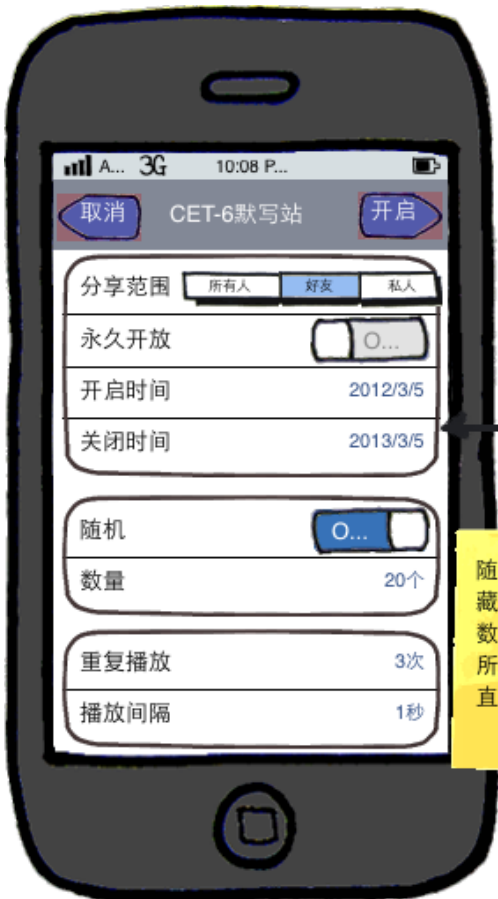 A... 3G 10:08 P...
取消 CET-6默写站 开启
分享范围 所有人 好友 私人
永久开放 O...
开启时间 2012/3/5
关闭时间 2013/3/5
随机 O...
数量 20个
重复播放 3次
播放间隔 1秒
随
藏
数
所
直